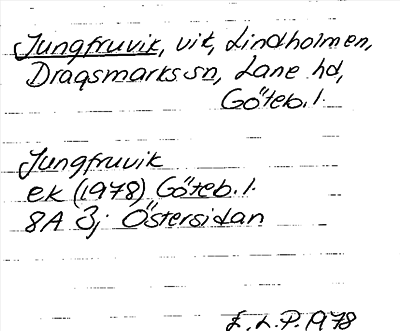 Jungfruvik, vik, Lindholmen,
Dragsmarks sn, Lane hd,
Göteb. l.
Jungfruvik
ek (1978) Göteb. l.
8A 3j Östersidan
E.L.P. 1978